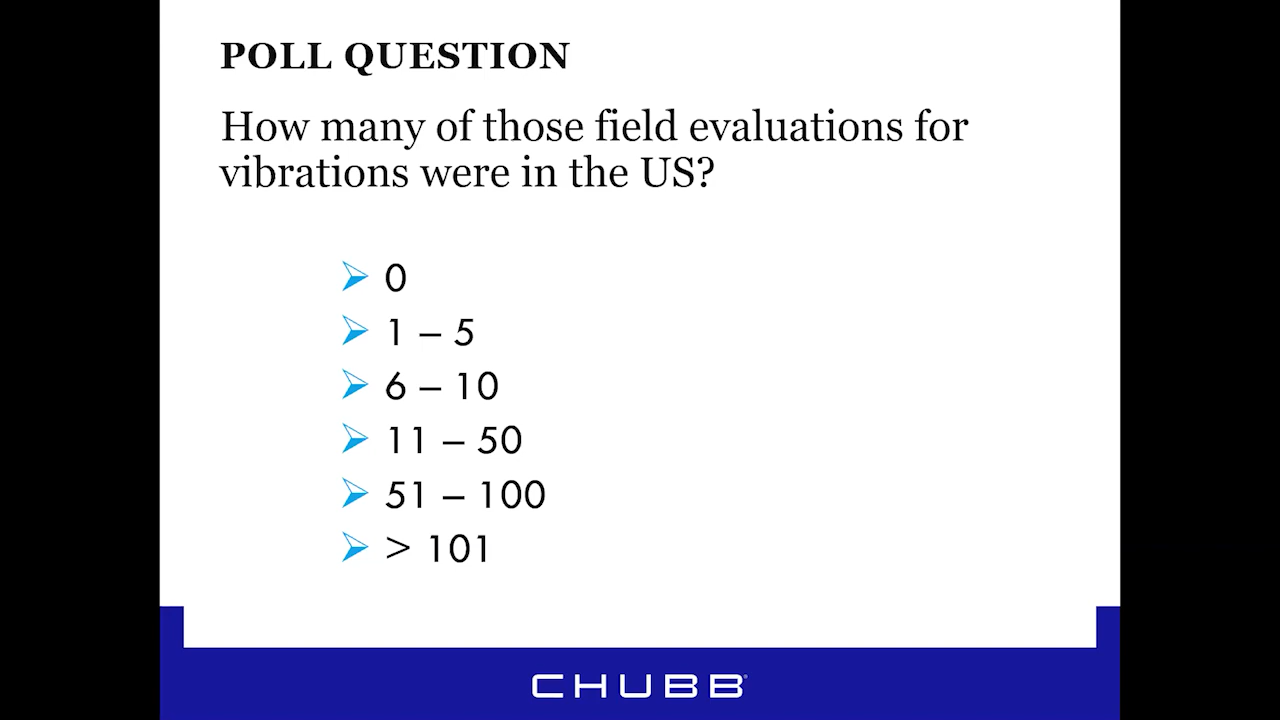 POLL QUESTION
How many of those field evaluations for
vibrations were in the US?
0
1 – 5
6 – 10
11 – 50
51 – 100
> 101
CHUBB®